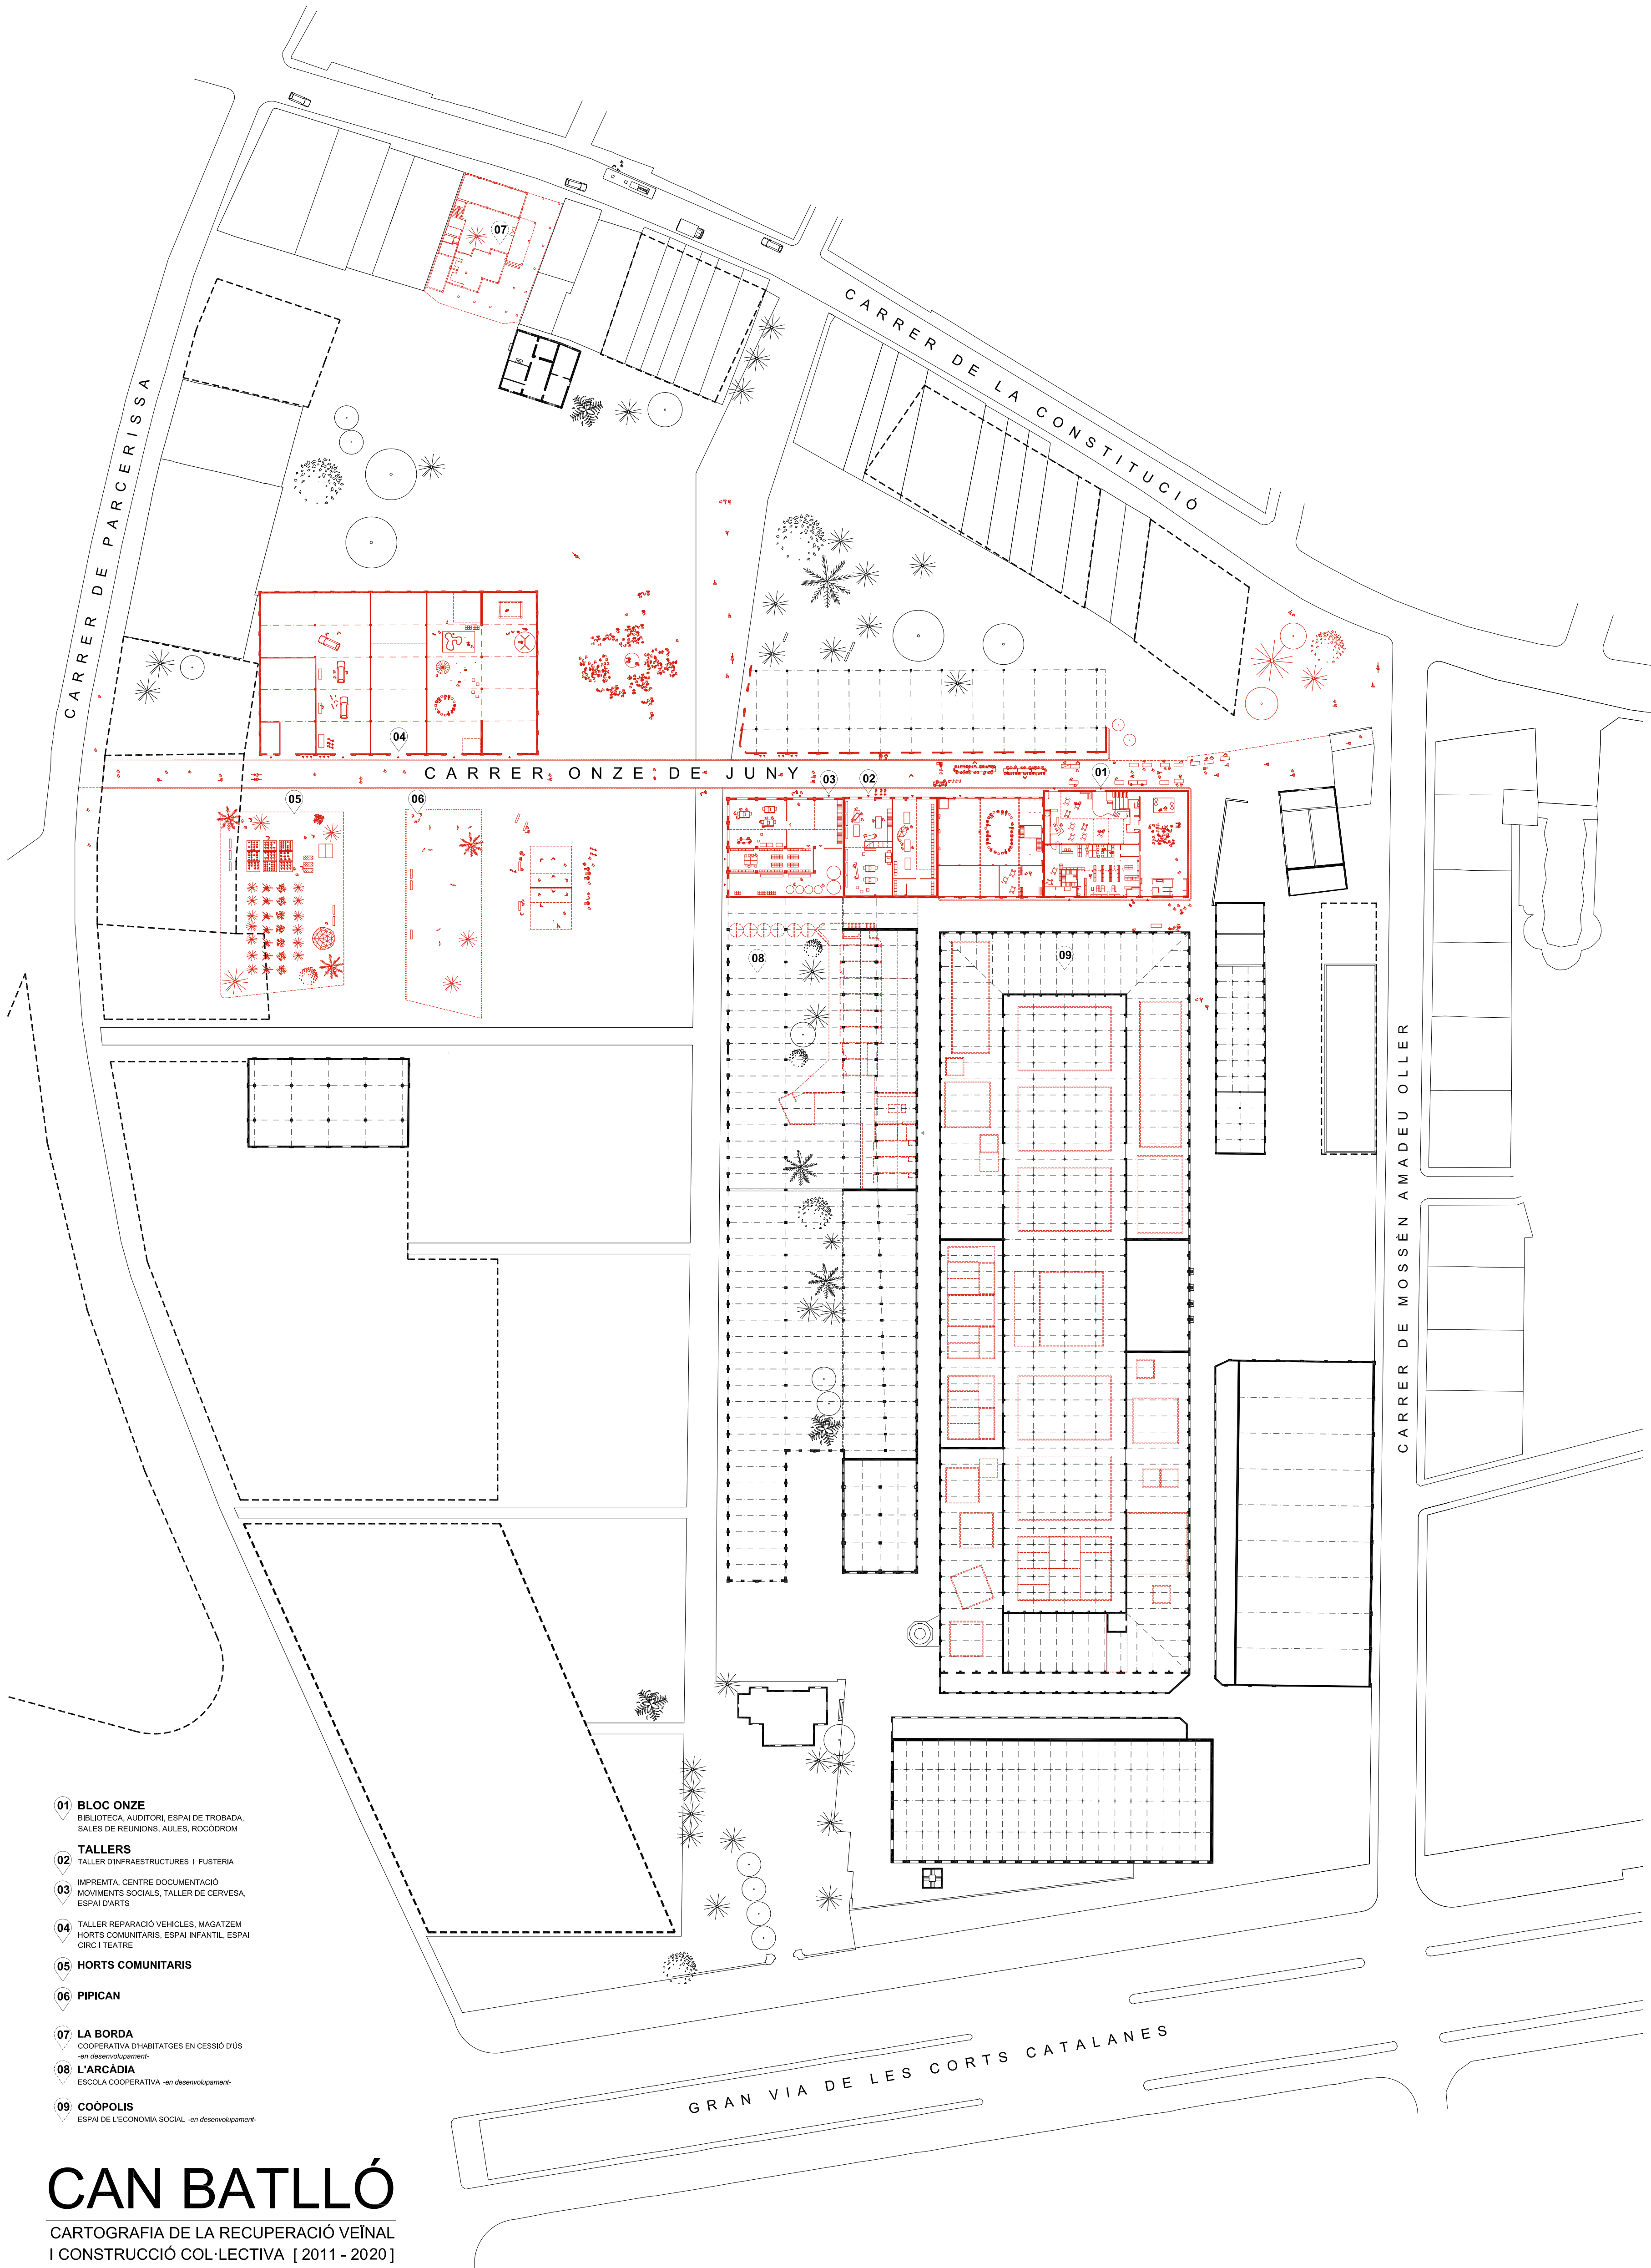 CARRER DE LA CONSTITUCIÓ
CARRER DE PARCERISSA
CARRER ONZE DE JUNY
CARRER DE MOSSÈN AMADEU OLLER
GRAN VIA DE LES CORTS CATALANES
07
04
03
02
01
05
06
08
09
01 BLOC ONZE
BIBLIOTECA, AUDITORI, ESPAI DE TROBADA,
SALES DE REUNIONS, AULES, ROCÒDROM
TALLERS
02 TALLER D'INFRAESTRUCTURES I FUSTERIA
03 IMPREMTA, CENTRE DOCUMENTACIÓ
MOVIMENTS SOCIALS, TALLER DE CERVESA,
ESPAI D'ARTS
04 TALLER REPARACIÓ VEHICLES, MAGATZEM
HORTS COMUNITARIS, ESPAI INFANTIL, ESPAI
CIRC I TEATRE
05 HORTS COMUNITARIS
06 PIPICAN
07 LA BORDA
COOPERATIVA D'HABITATGES EN CESSIÓ D'ÚS
-en desenvolupament-
08 L'ARCÀDIA
ESCOLA COOPERATIVA -en desenvolupament-
09 COÒPOLIS
ESPAI DE L'ECONOMIA SOCIAL -en desenvolupament-
CAN BATLLÓ
CARTOGRAFIA DE LA RECUPERACIÓ VEÏNAL
I CONSTRUCCIÓ COL·LECTIVA [ 2011 - 2020 ]